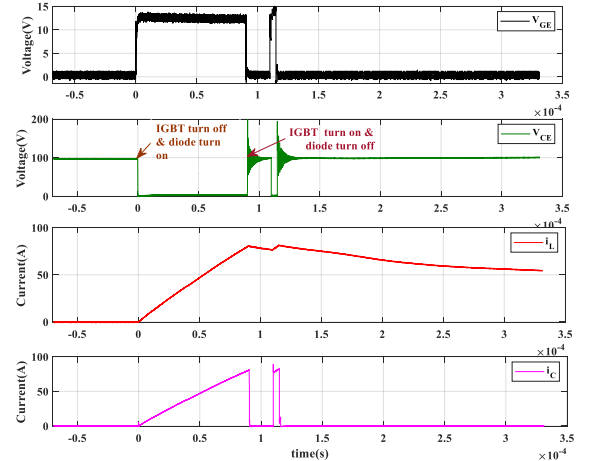 15
10
5
0
Voltage(V)
V_GE
-0.5 0 0.5 1 1.5 2 2.5 3 3.5
×10⁻⁴
200
100
0
Voltage(V)
IGBT turn off
& diode turn
on
IGBT turn on &
diode turn off
V_CE
-0.5 0 0.5 1 1.5 2 2.5 3 3.5
×10⁻⁴
100
50
0
Current(A)
i_L
-0.5 0 0.5 1 1.5 2 2.5 3 3.5
×10⁻⁴
100
50
0
Current(A)
i_C
-0.5 0 0.5 1 1.5 2 2.5 3 3.5
time(s)
×10⁻⁴